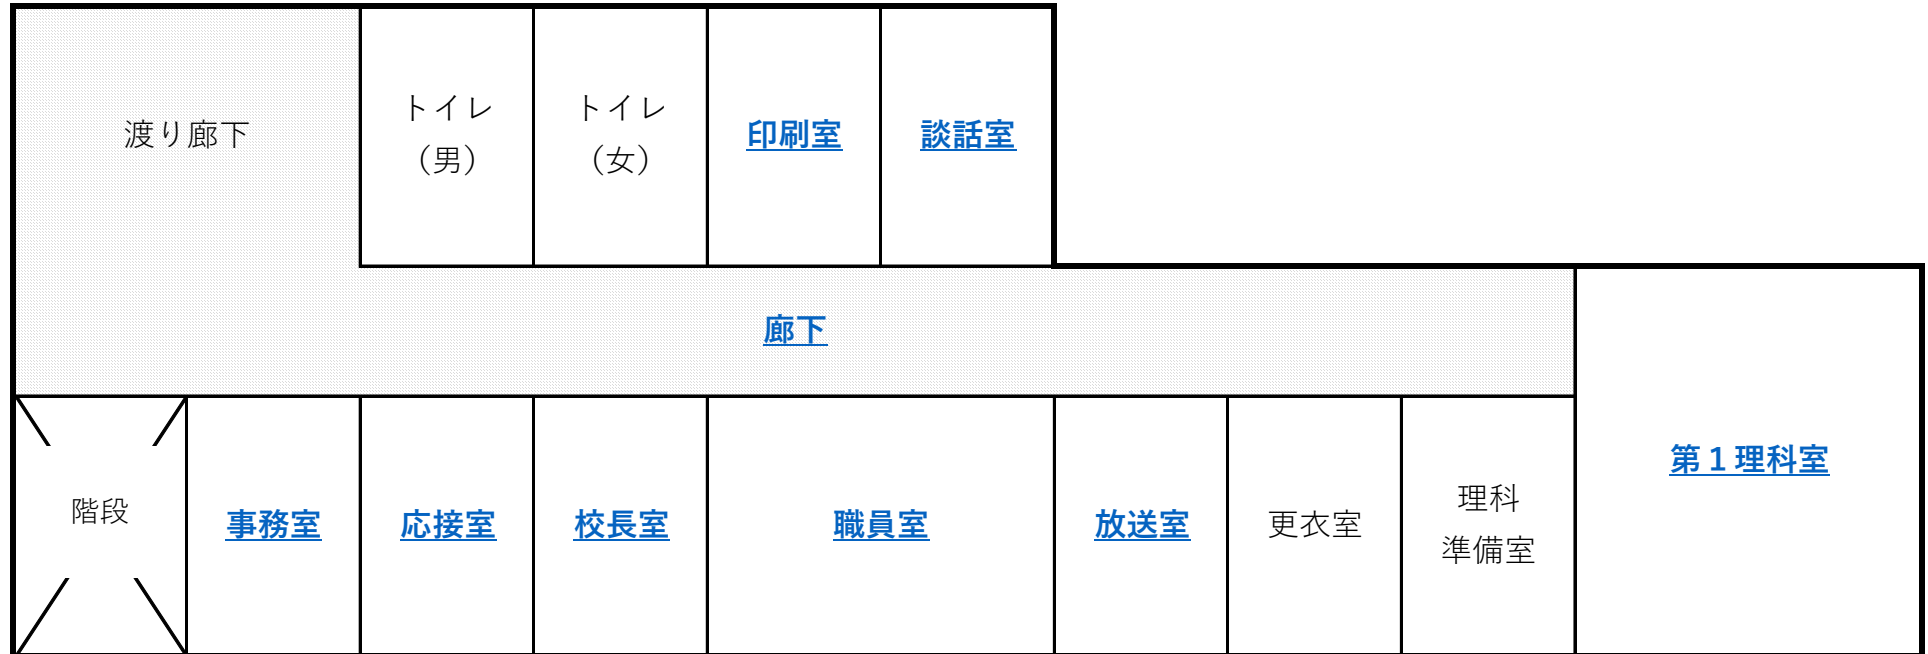 渡り廊下
トイレ
（男）
トイレ
（女）
印刷室
談話室
廊下
階段
事務室
応接室
校長室
職員室
放送室
更衣室
理科
準備室
第１理科室